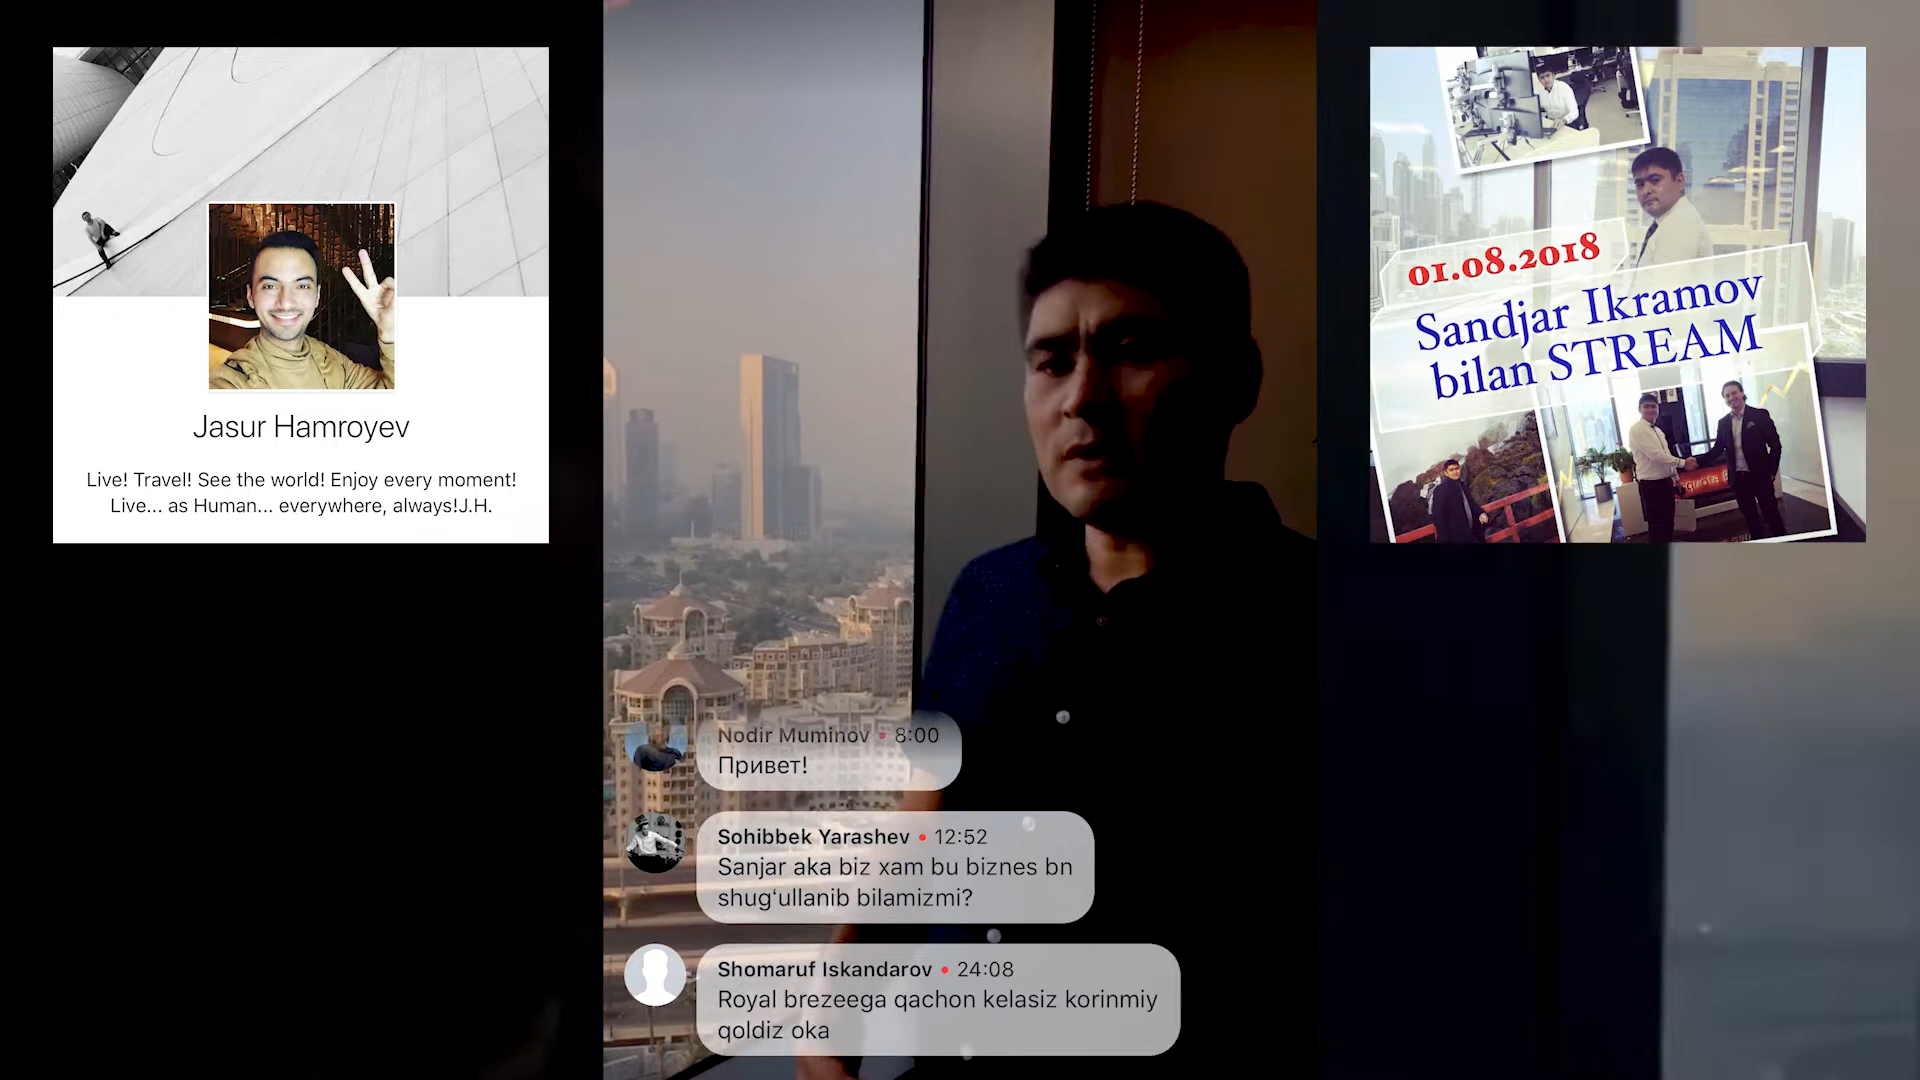 Jasur Hamroyev
Live! Travel! See the world! Enjoy every moment!
Live... as Human... everywhere, always!J.H.
Nodir Muminov • 8:00
Привет!
Sohibbek Yarashev • 12:52
Sanjar aka biz xam bu biznes bn
shugʻullanib bilamizmi?
Shomaruf Iskandarov • 24:08
Royal brezeega qachon kelasiz korinmiy
qoldiz oka
01.08.2018
Sandjar Ikramov
bilan STREAM